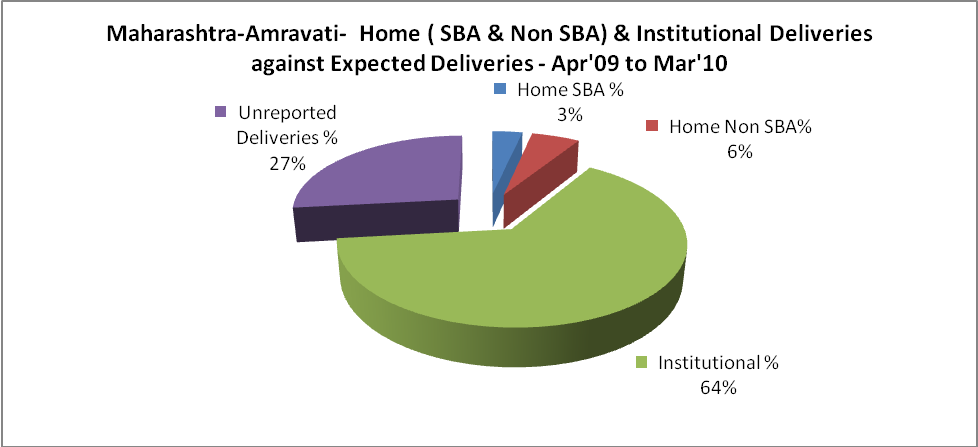 Maharashtra-Amravati-  Home ( SBA & Non SBA) & Institutional Deliveries
against Expected Deliveries - Apr'09 to Mar'10
Home SBA %
3%
Home Non SBA%
6%
Unreported
Deliveries %
27%
Institutional %
64%